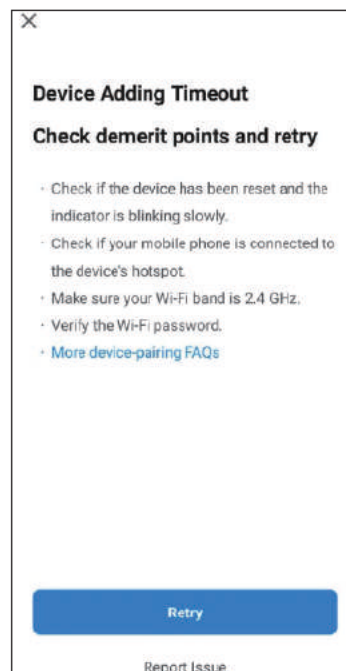 Device Adding Timeout
Check demerit points and retry
· Check if the device has been reset and the
indicator is blinking slowly.
· Check if your mobile phone is connected to
the device's hotspot.
· Make sure your Wi-Fi band is 2.4 GHz.
· Verify the Wi-Fi password.
· More device-pairing FAQs
Retry
Report Issue